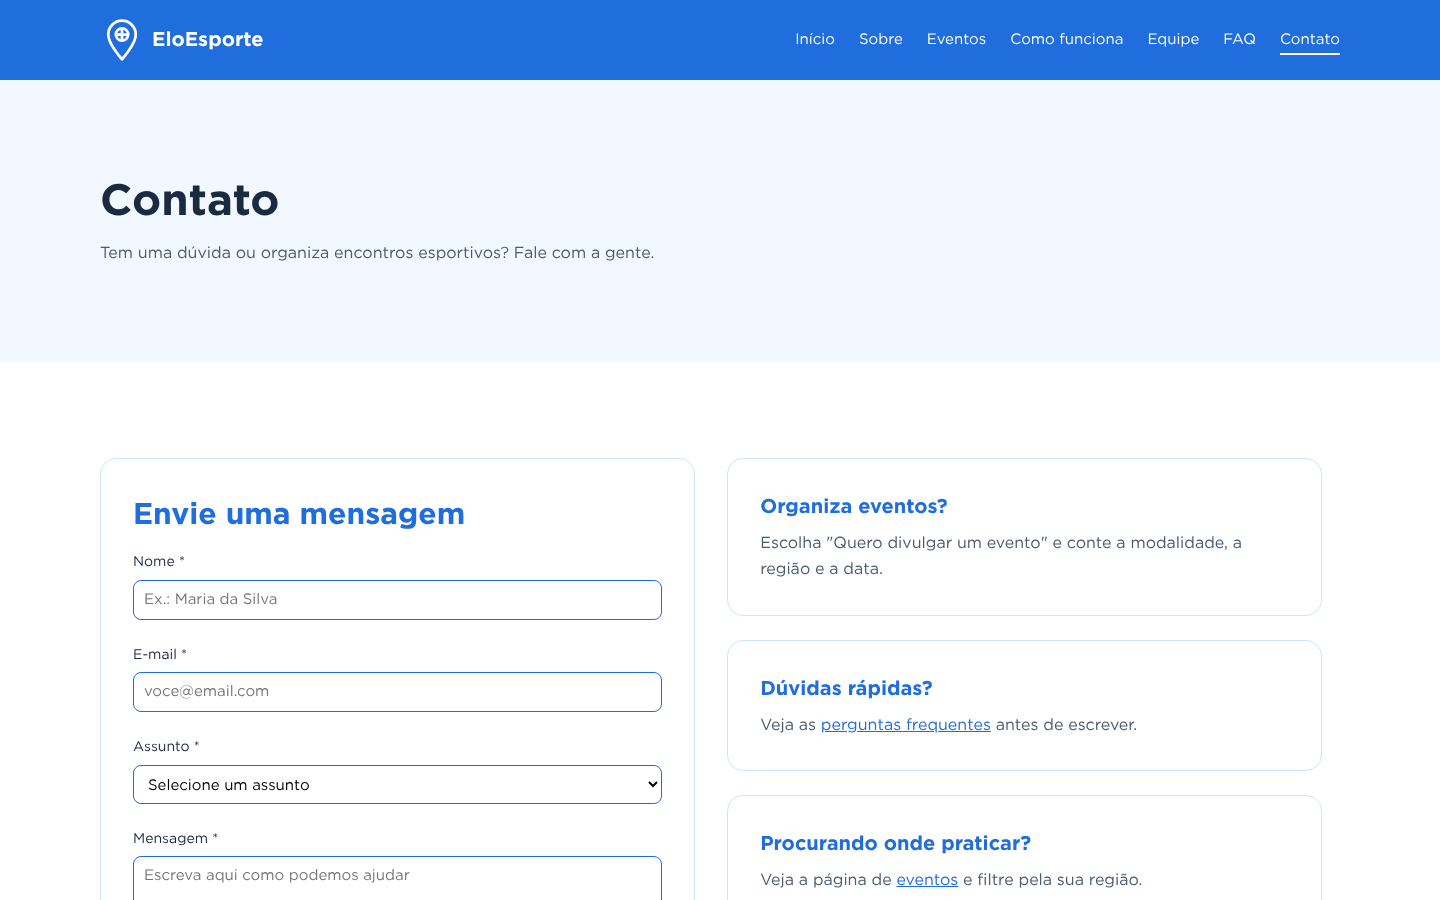 EloEsporte
Início Sobre Eventos Como funciona Equipe FAQ Contato
Contato
Tem uma dúvida ou organiza encontros esportivos? Fale com a gente.
Envie uma mensagem
Nome *
Ex.: Maria da Silva
E-mail *
voce@email.com
Assunto *
Selecione um assunto
Mensagem *
Escreva aqui como podemos ajudar
Organiza eventos?
Escolha "Quero divulgar um evento" e conte a modalidade, a
região e a data.
Dúvidas rápidas?
Veja as perguntas frequentes antes de escrever.
Procurando onde praticar?
Veja a página de eventos e filtre pela sua região.